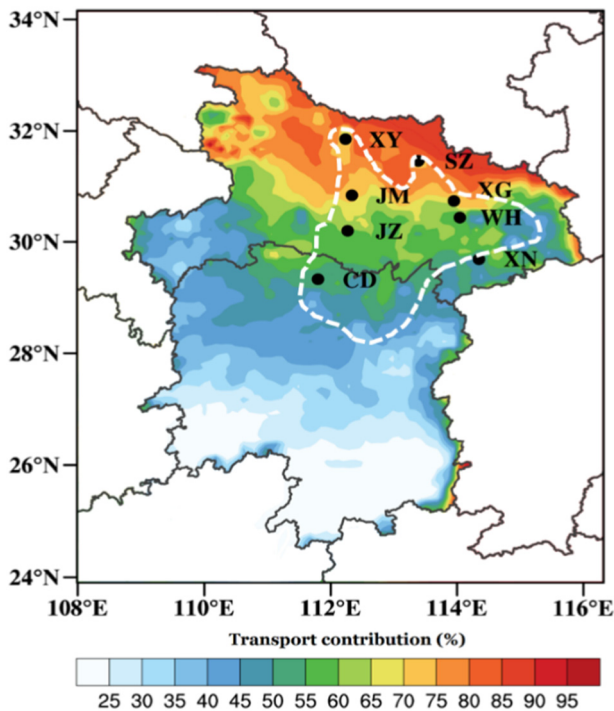 34°N
32°N
30°N
28°N
26°N
24°N
XY
SZ
JM
XG
WH
JZ
XN
CD
108°E 110°E 112°E 114°E 116°E
Transport contribution (%)
25 30 35 40 45 50 55 60 65 70 75 80 85 90 95